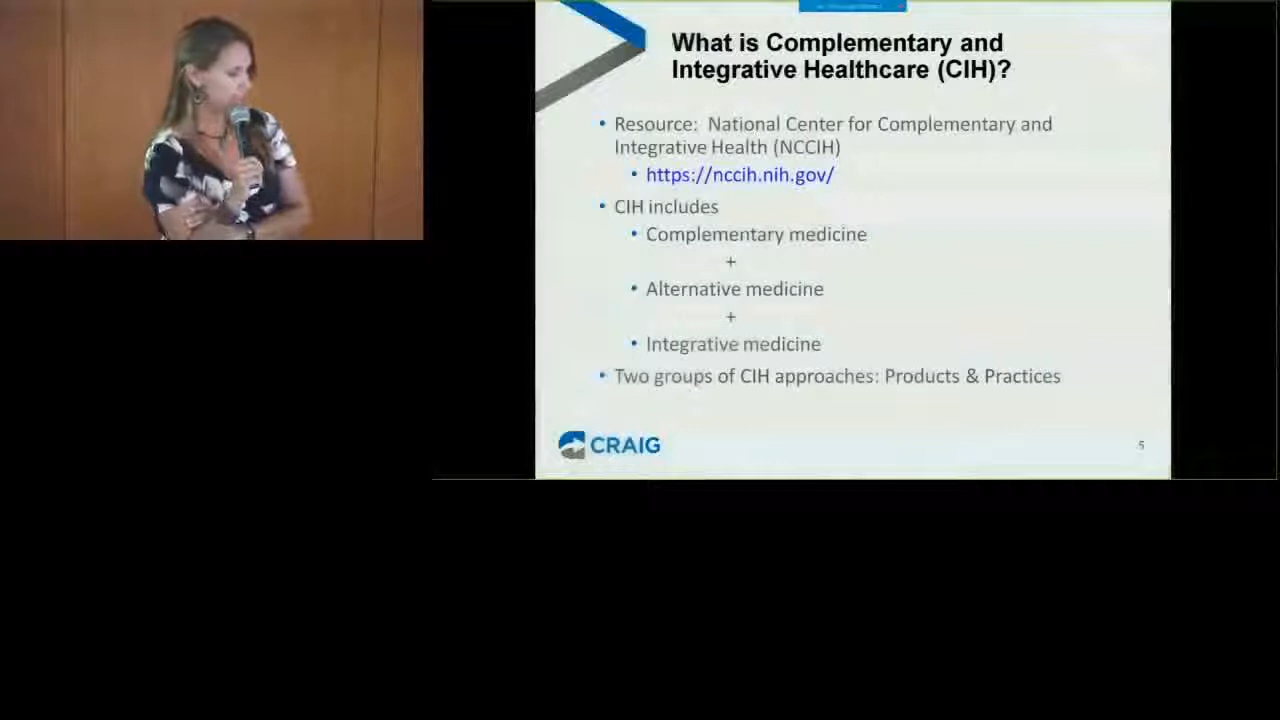 What is Complementary and
Integrative Healthcare (CIH)?
• Resource: National Center for Complementary and
Integrative Health (NCCIH)
• https://nccih.nih.gov/
• CIH includes
• Complementary medicine
+
• Alternative medicine
+
• Integrative medicine
• Two groups of CIH approaches: Products & Practices
CRAIG
5